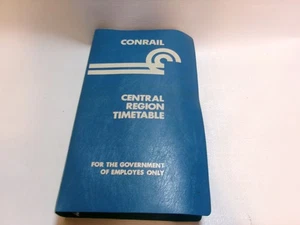 CONRAIL
CENTRAL
REGION
TIMETABLE
FOR THE GOVERNMENT
OF EMPLOYES ONLY